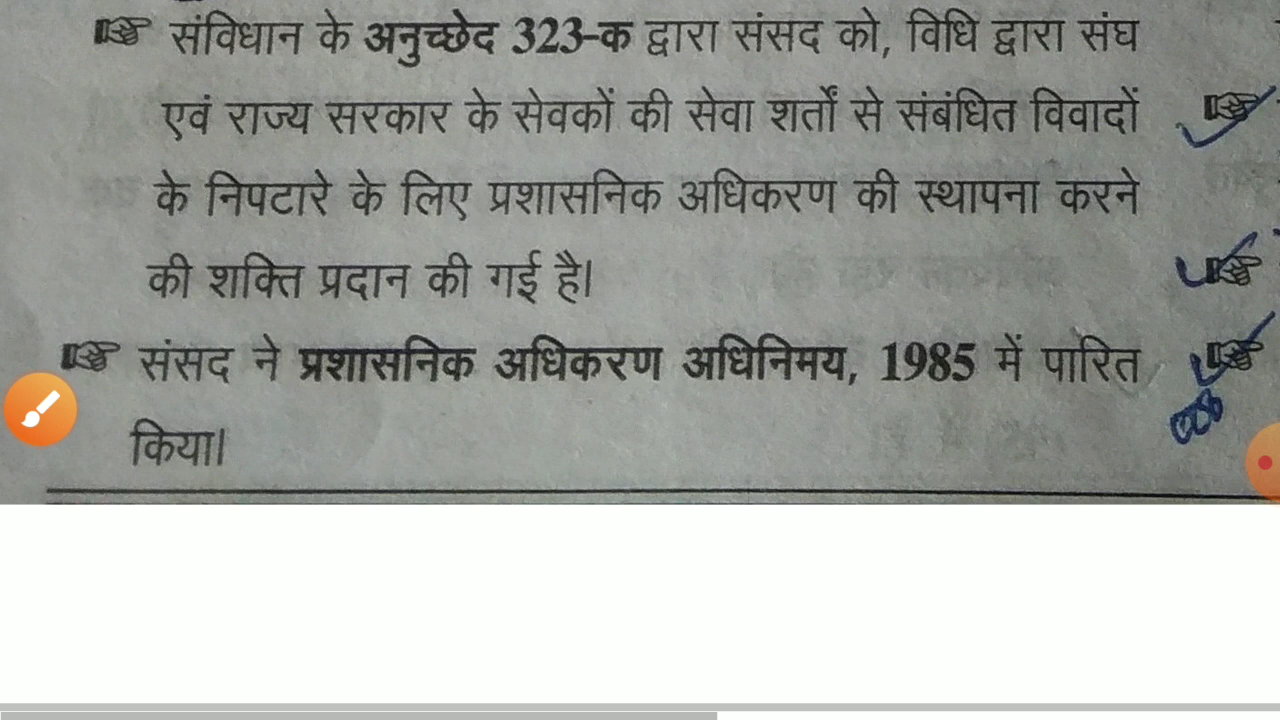 संविधान के अनुच्छेद 323-क द्वारा संसद को, विधि द्वारा संघ
एवं राज्य सरकार के सेवकों की सेवा शर्तों से संबंधित विवादों
के निपटारे के लिए प्रशासनिक अधिकरण की स्थापना करने
की शक्ति प्रदान की गई है।
संसद ने प्रशासनिक अधिकरण अधिनिमय, 1985 में पारित
किया।